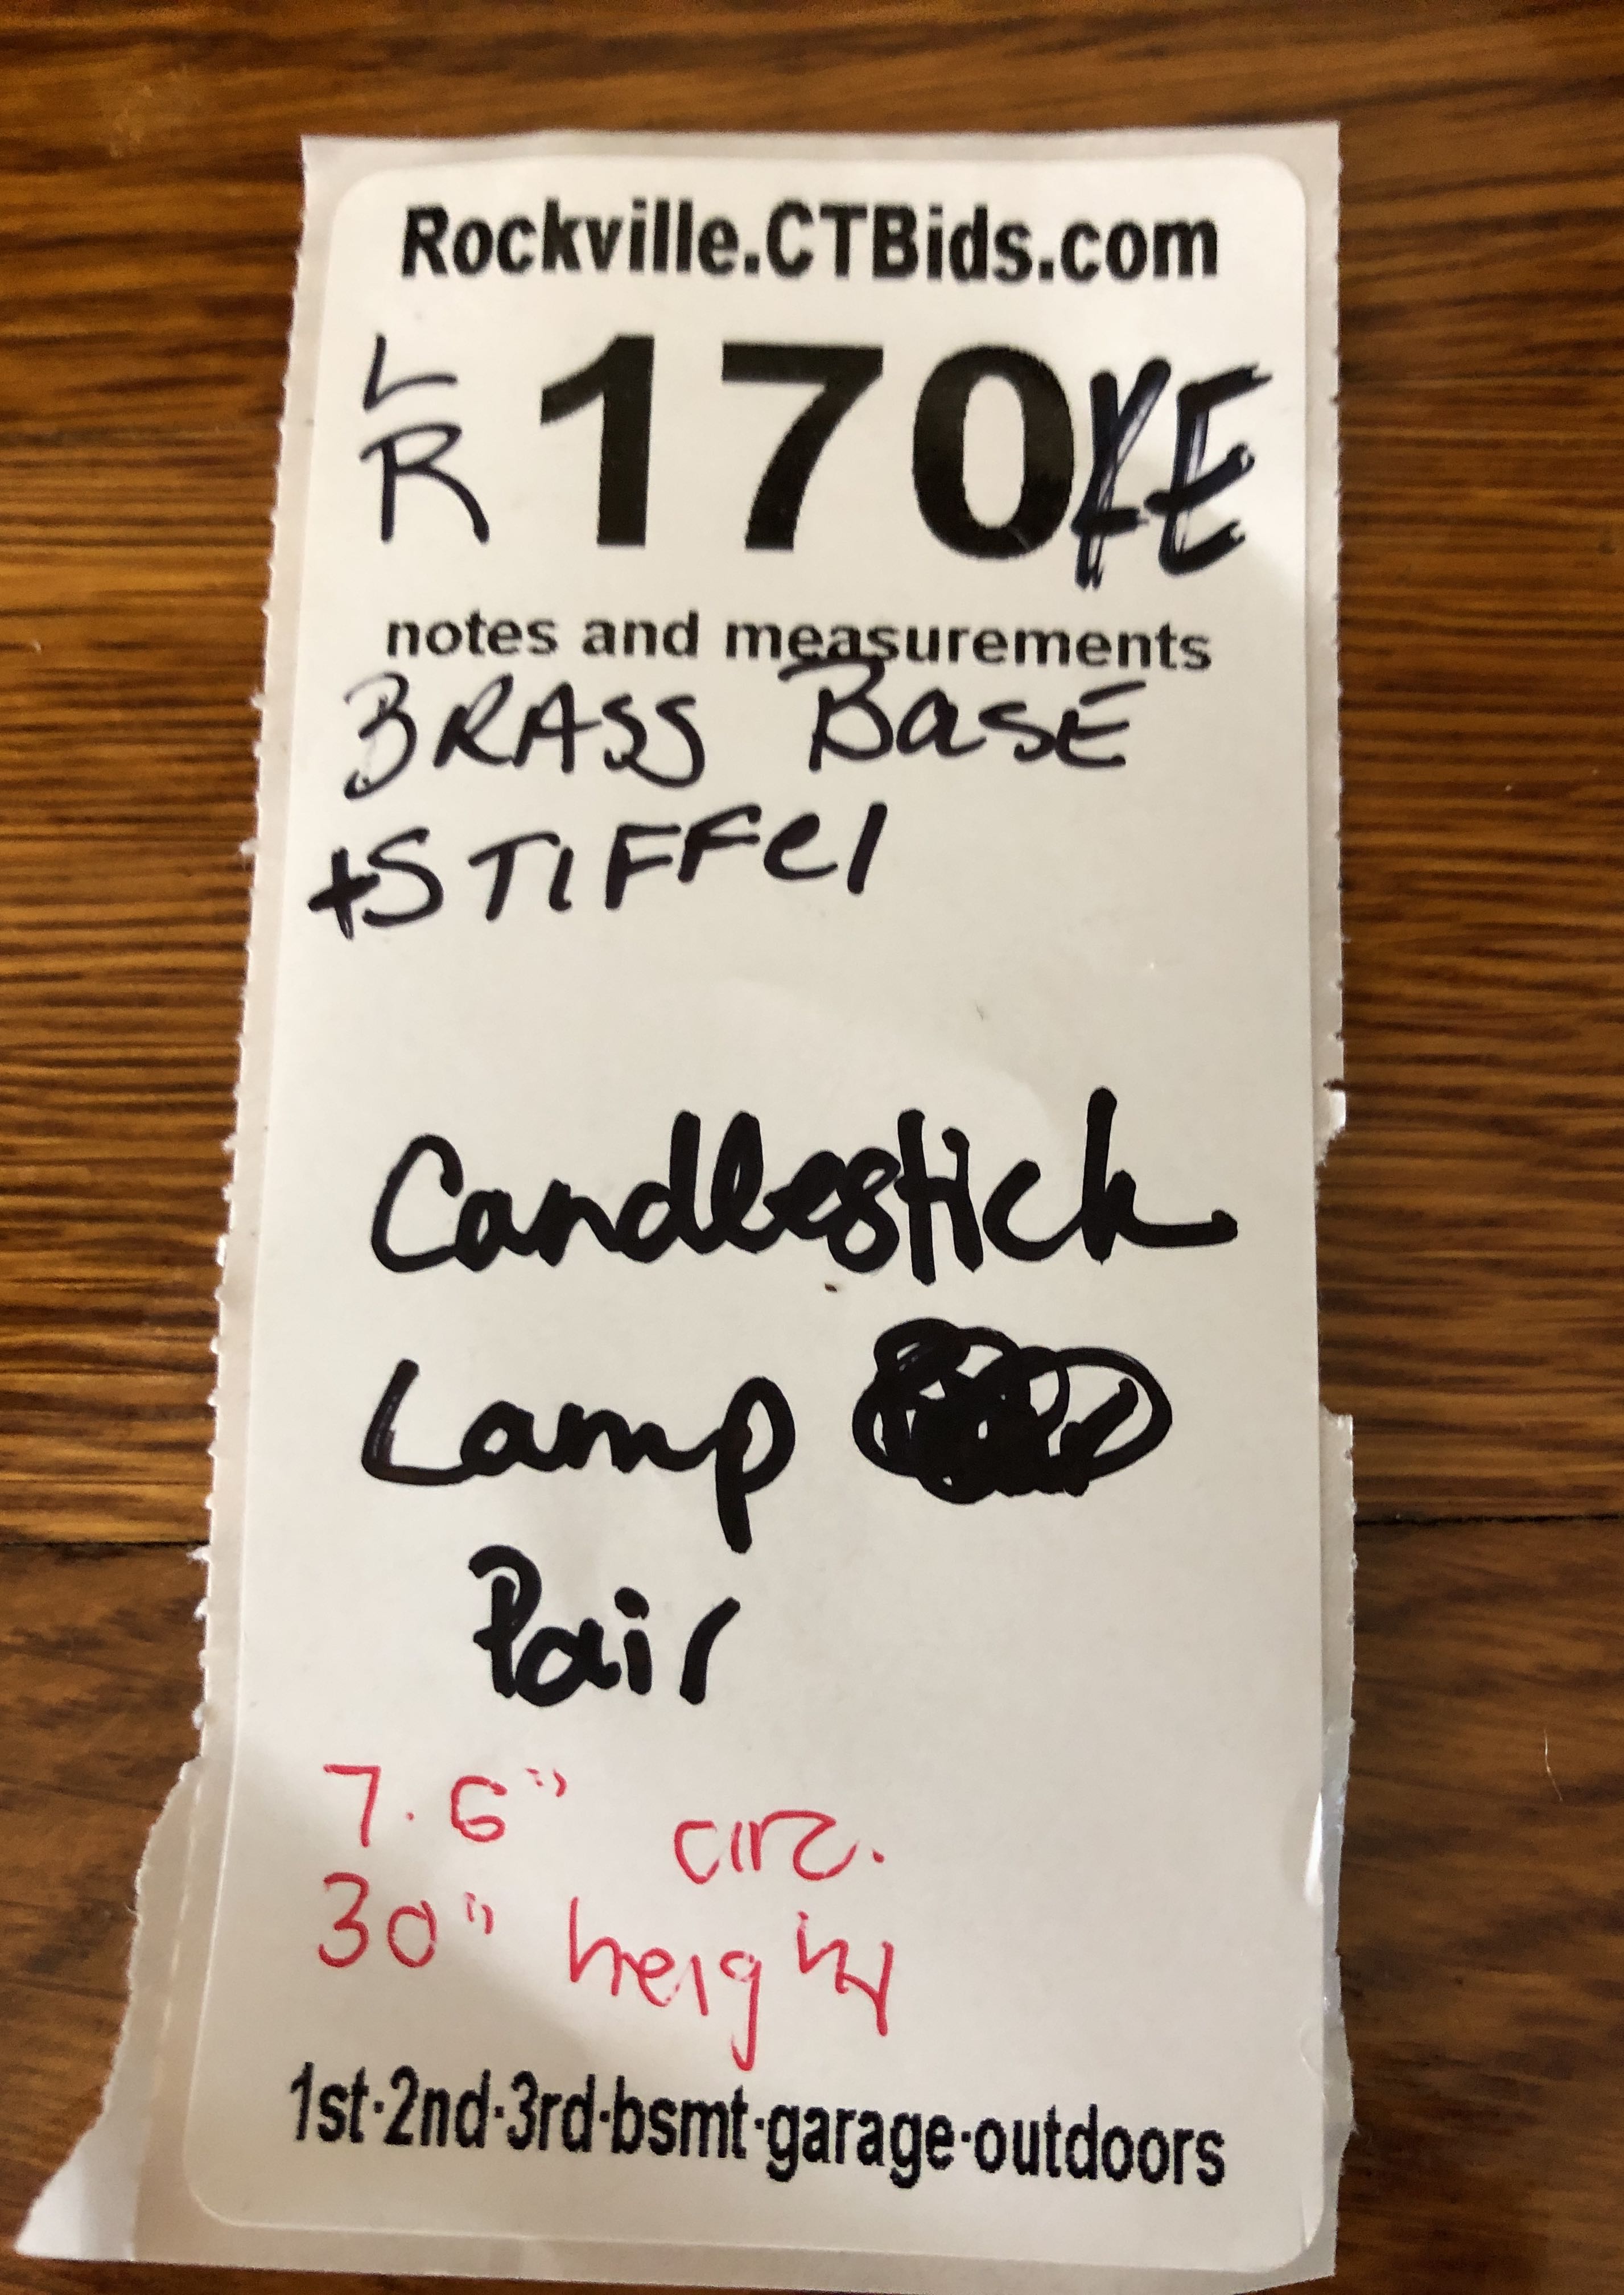 Rockville.CTBids.com
L
R
170
notes and measurements
BRASS BasE
+STIFFel
Candlestick
Lamp
Pair
7.6" circ.
30" height
1st·2nd·3rd·bsmt·garage·outdoors